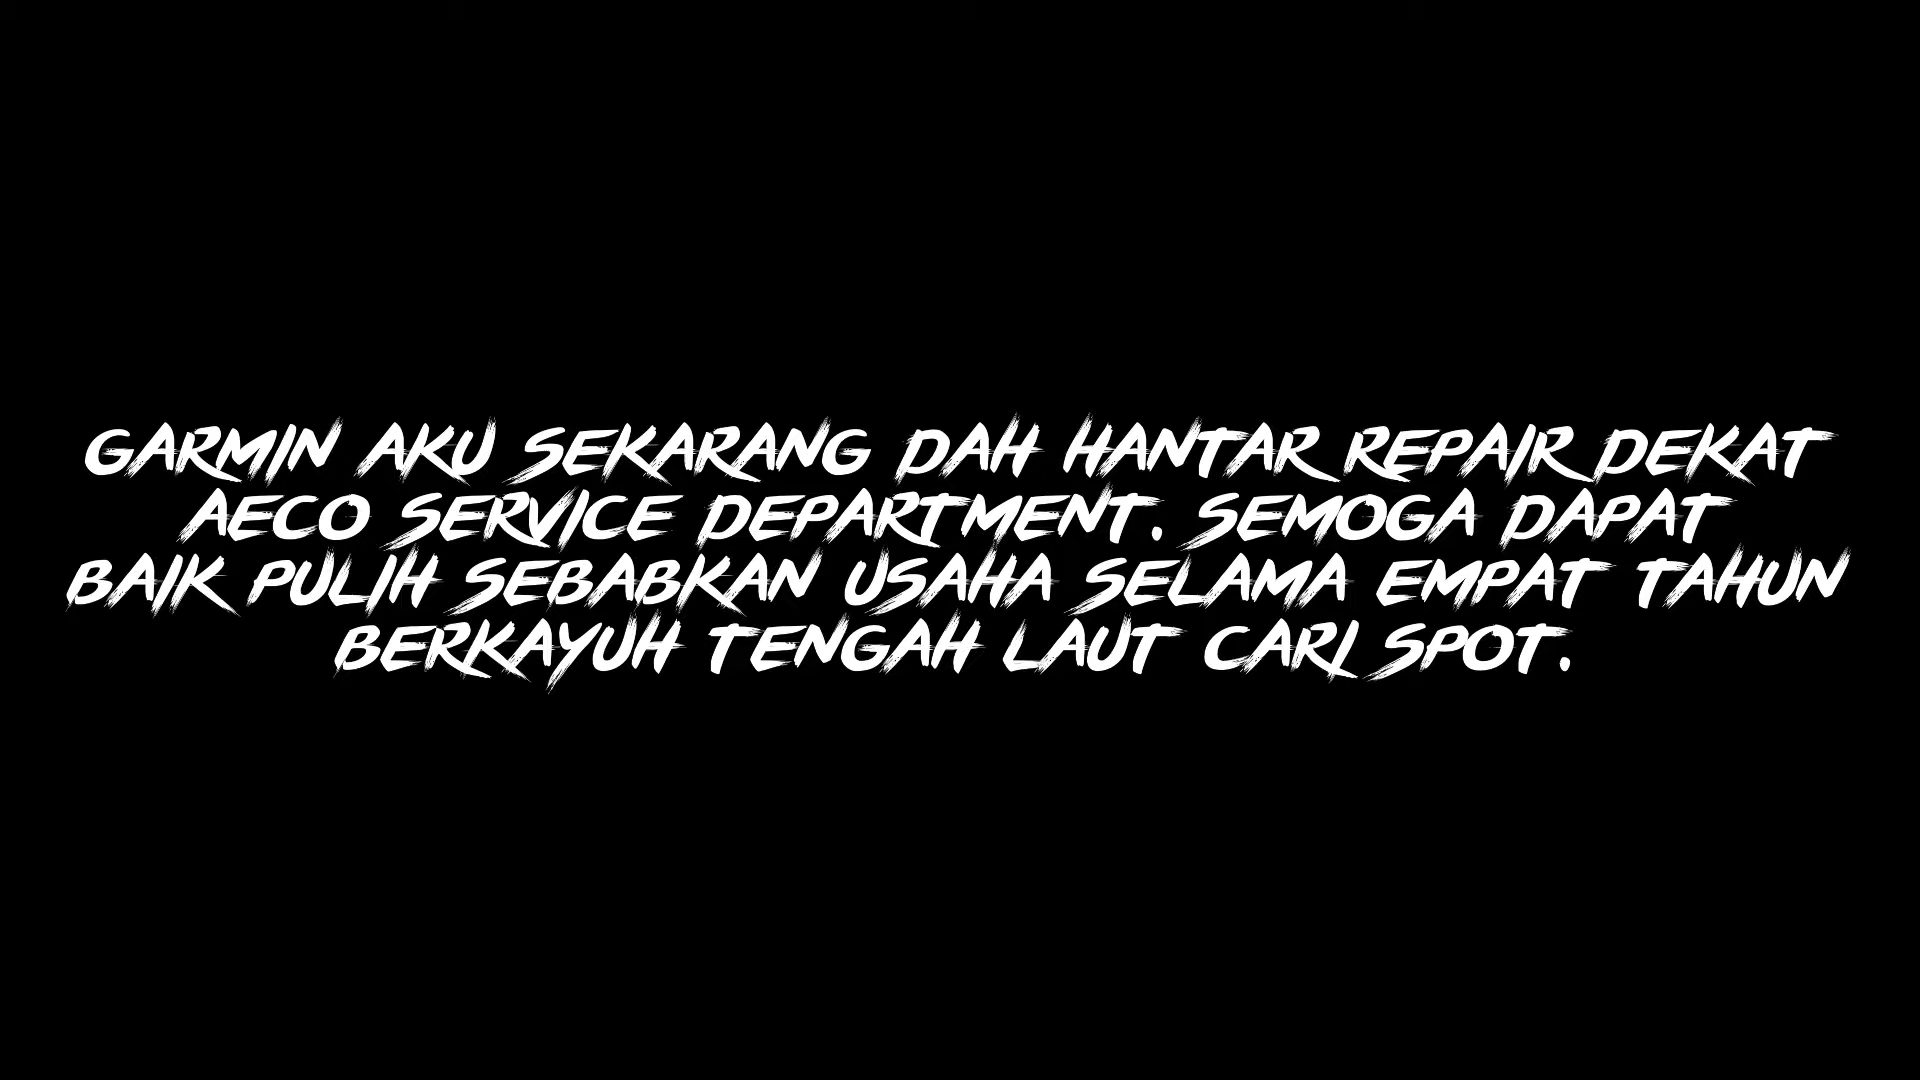 GARMIN AKU SEKARANG DAH HANTAR REPAIR DEKAT
AECO SERVICE DEPARTMENT. SEMOGA DAPAT
BAIK PULIH SEBABKAN USAHA SELAMA EMPAT TAHUN
BERKAYUH TENGAH LAUT CARI SPOT.